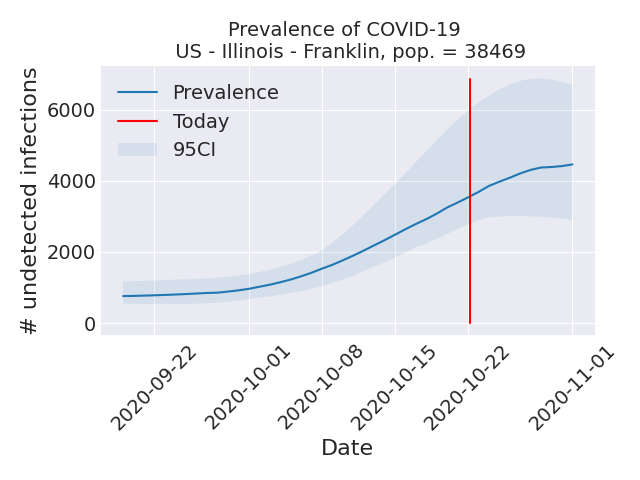 Prevalence of COVID-19
US - Illinois - Franklin, pop. = 38469
# undetected infections
6000
4000
2000
0
Prevalence
Today
95CI
2020-09-22
2020-10-01
2020-10-08
2020-10-15
2020-10-22
2020-11-01
Date